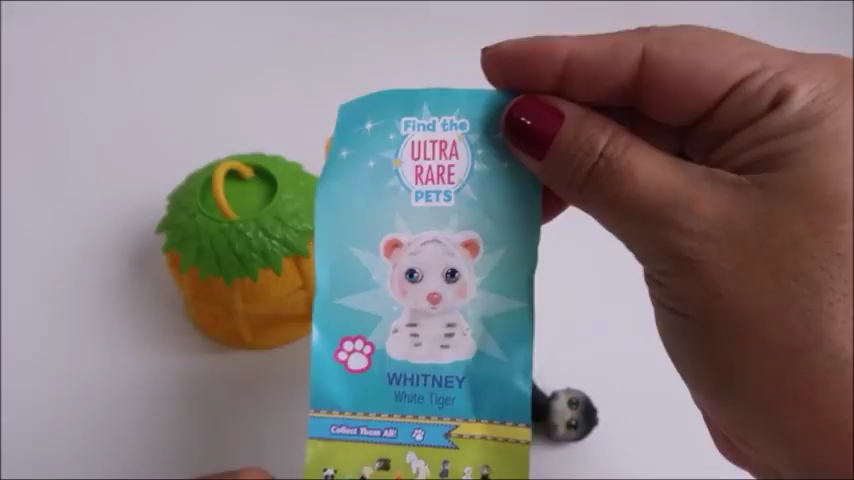 Find the
ULTRA
RARE
PETS
WHITNEY
White Tiger
Collect Them All!